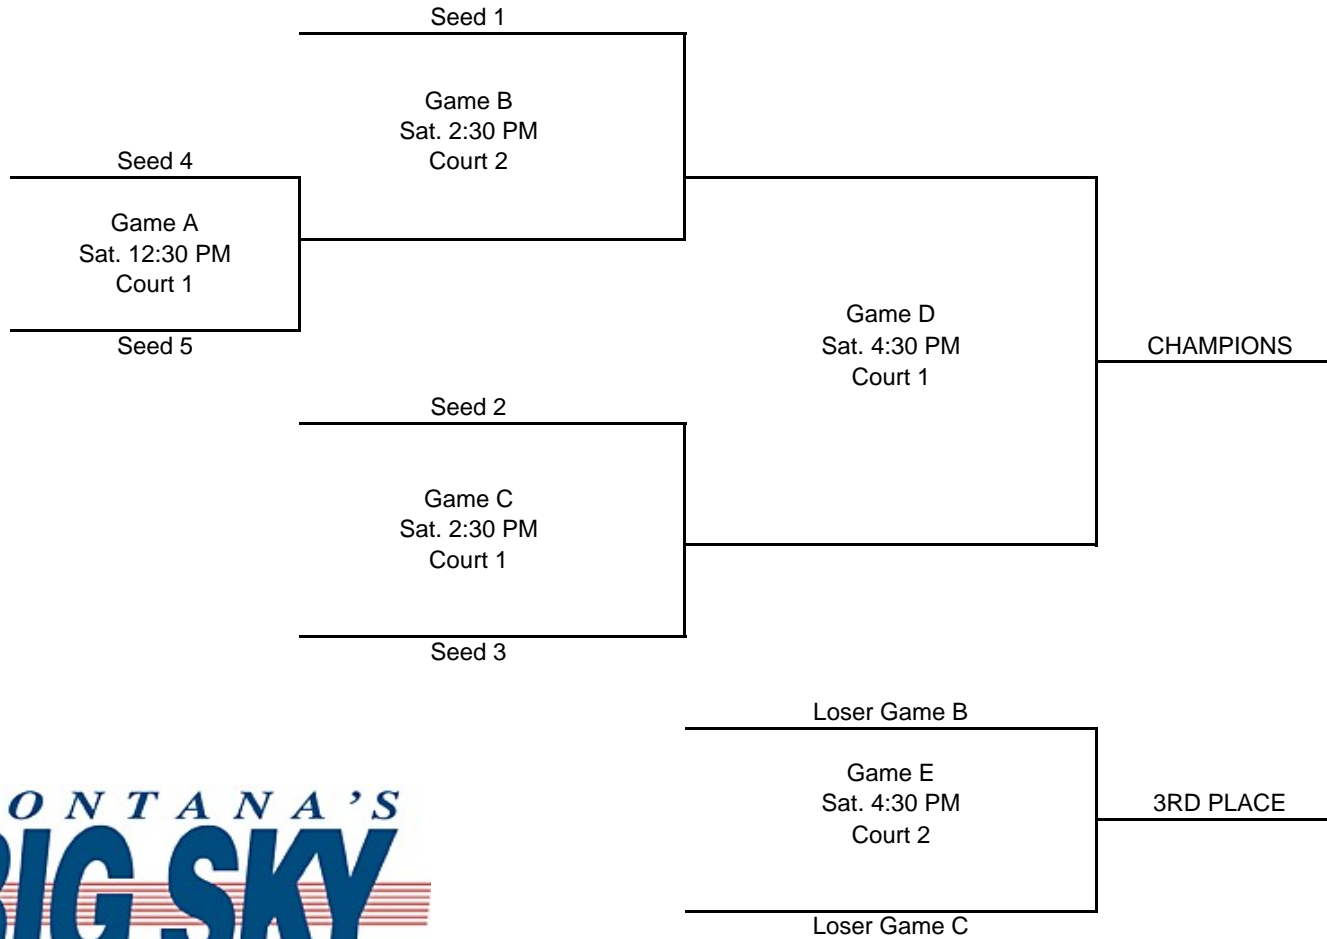 Seed 1
Game B
Sat. 2:30 PM
Court 2
Seed 4
Game A
Sat. 12:30 PM
Court 1
Seed 5
Game D
Sat. 4:30 PM
Court 1
CHAMPIONS
Seed 2
Game C
Sat. 2:30 PM
Court 1
Seed 3
Loser Game B
Game E
Sat. 4:30 PM
Court 2
3RD PLACE
Loser Game C
ONTANA'S
BIG SKY